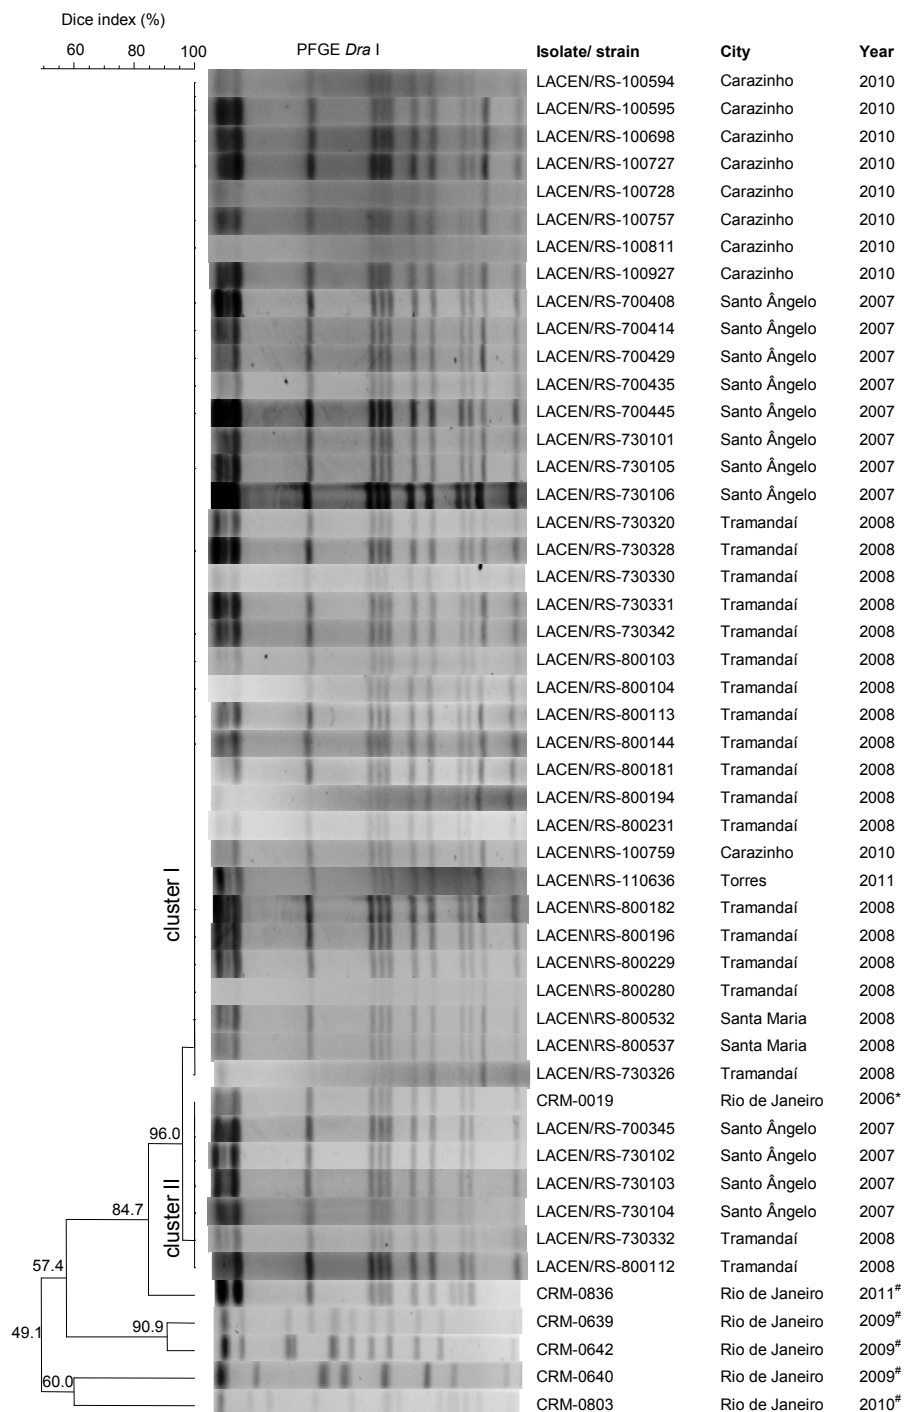 Dice index (%)
60 80 100 PFGE Dra I Isolate/ strain City Year
LACEN/RS-100594 Carazinho 2010
LACEN/RS-100595 Carazinho 2010
LACEN/RS-100698 Carazinho 2010
LACEN/RS-100727 Carazinho 2010
LACEN/RS-100728 Carazinho 2010
LACEN/RS-100757 Carazinho 2010
LACEN/RS-100811 Carazinho 2010
LACEN/RS-100927 Carazinho 2010
LACEN/RS-700408 Santo Ângelo 2007
LACEN/RS-700414 Santo Ângelo 2007
LACEN/RS-700429 Santo Ângelo 2007
LACEN/RS-700435 Santo Ângelo 2007
LACEN/RS-700445 Santo Ângelo 2007
LACEN/RS-730101 Santo Ângelo 2007
LACEN/RS-730105 Santo Ângelo 2007
LACEN/RS-730106 Santo Ângelo 2007
LACEN/RS-730320 Tramandaí 2008
LACEN/RS-730328 Tramandaí 2008
LACEN/RS-730330 Tramandaí 2008
LACEN/RS-730331 Tramandaí 2008
LACEN/RS-730342 Tramandaí 2008
LACEN/RS-800103 Tramandaí 2008
LACEN/RS-800104 Tramandaí 2008
LACEN/RS-800113 Tramandaí 2008
LACEN/RS-800144 Tramandaí 2008
LACEN/RS-800181 Tramandaí 2008
LACEN/RS-800194 Tramandaí 2008
LACEN/RS-800231 Tramandaí 2008
LACEN\RS-100759 Carazinho 2010
LACEN\RS-110636 Torres 2011
cluster I
LACEN\RS-800182 Tramandaí 2008
LACEN\RS-800196 Tramandaí 2008
LACEN\RS-800229 Tramandaí 2008
LACEN\RS-800280 Tramandaí 2008
LACEN\RS-800532 Santa Maria 2008
LACEN\RS-800537 Santa Maria 2008
LACEN/RS-730326 Tramandaí 2008
CRM-0019 Rio de Janeiro 2006*
LACEN/RS-700345 Santo Ângelo 2007
96.0
LACEN/RS-730102 Santo Ângelo 2007
LACEN/RS-730103 Santo Ângelo 2007
cluster II
84.7
LACEN/RS-730104 Santo Ângelo 2007
LACEN/RS-730332 Tramandaí 2008
57.4
LACEN/RS-800112 Tramandaí 2008
CRM-0836 Rio de Janeiro 2011#
CRM-0639 Rio de Janeiro 2009#
49.1 90.9
CRM-0642 Rio de Janeiro 2009#
60.0 CRM-0640 Rio de Janeiro 2009#
CRM-0803 Rio de Janeiro 2010#